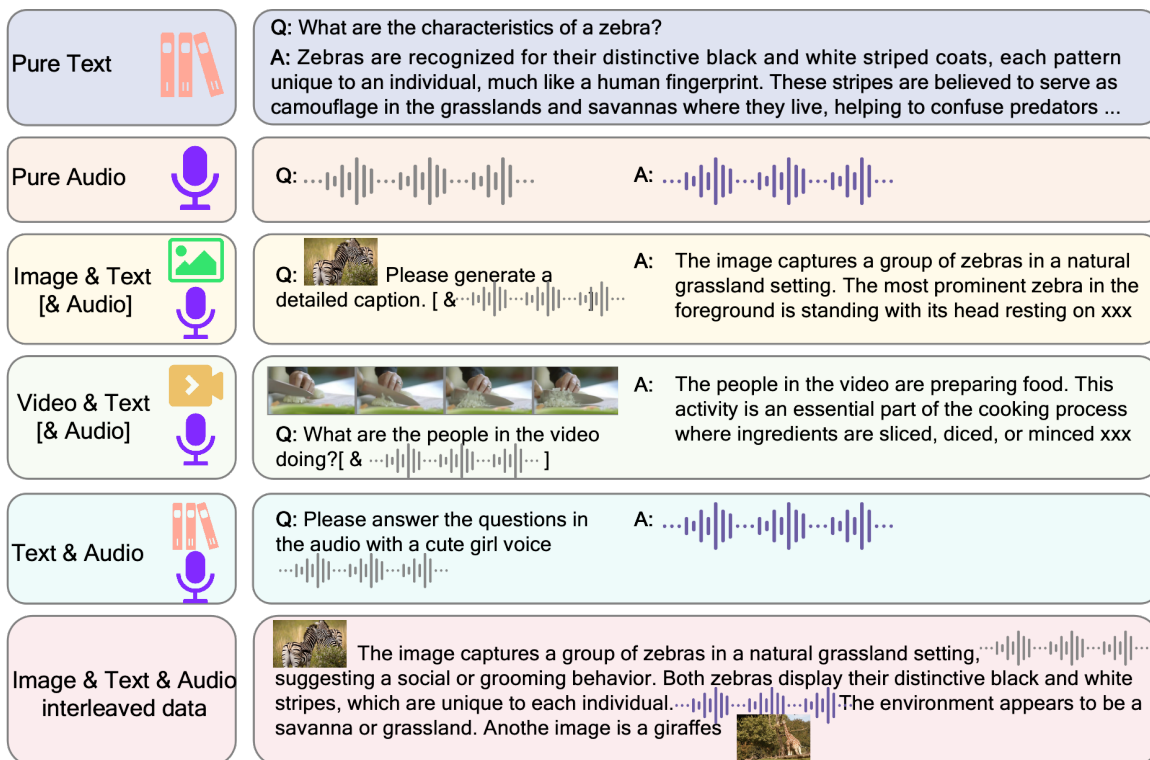 Pure Text
Q: What are the characteristics of a zebra?
A: Zebras are recognized for their distinctive black and white striped coats, each pattern
unique to an individual, much like a human fingerprint. These stripes are believed to serve as
camouflage in the grasslands and savannas where they live, helping to confuse predators ...
Pure Audio
Q:
A:
Image & Text
[& Audio]
Q: Please generate a
detailed caption. [ & ]
A: The image captures a group of zebras in a natural
grassland setting. The most prominent zebra in the
foreground is standing with its head resting on xxx
Video & Text
[& Audio]
Q: What are the people in the video
doing?[ & ]
A: The people in the video are preparing food. This
activity is an essential part of the cooking process
where ingredients are sliced, diced, or minced xxx
Text & Audio
Q: Please answer the questions in
the audio with a cute girl voice
A:
Image & Text & Audio
interleaved data
The image captures a group of zebras in a natural grassland setting,
suggesting a social or grooming behavior. Both zebras display their distinctive black and white
stripes, which are unique to each individual. The environment appears to be a
savanna or grassland. Anothe image is a giraffes